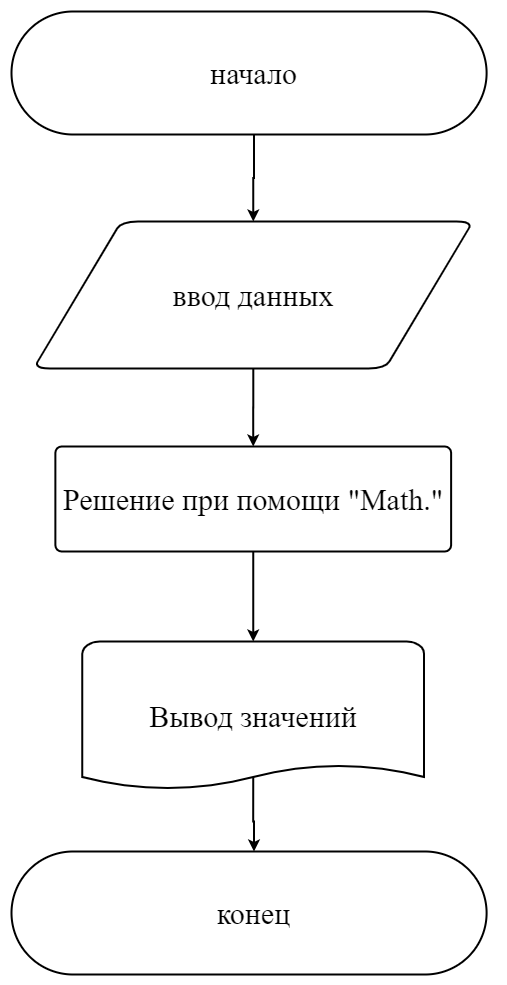 начало
ввод данных
Решение при помощи "Math."
Вывод значений
конец